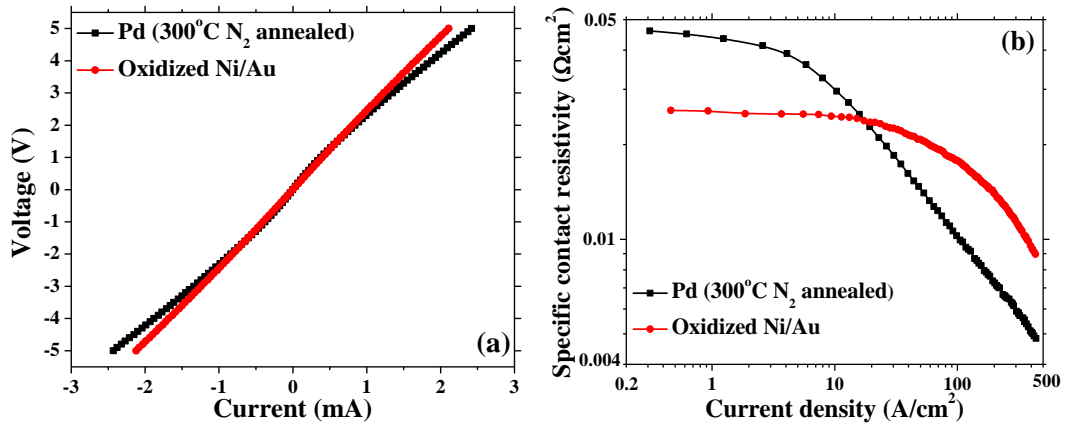 (a)
Pd (300°C N₂ annealed)
Oxidized Ni/Au
Voltage (V)
5
4
3
2
1
0
-1
-2
-3
-4
-5
-3
-2
-1
0
1
2
3
Current (mA)
(b)
Pd (300°C N₂ annealed)
Oxidized Ni/Au
Specific contact resistivity (Ωcm²)
0.05
0.01
0.004
0.2
1
10
100
500
Current density (A/cm²)